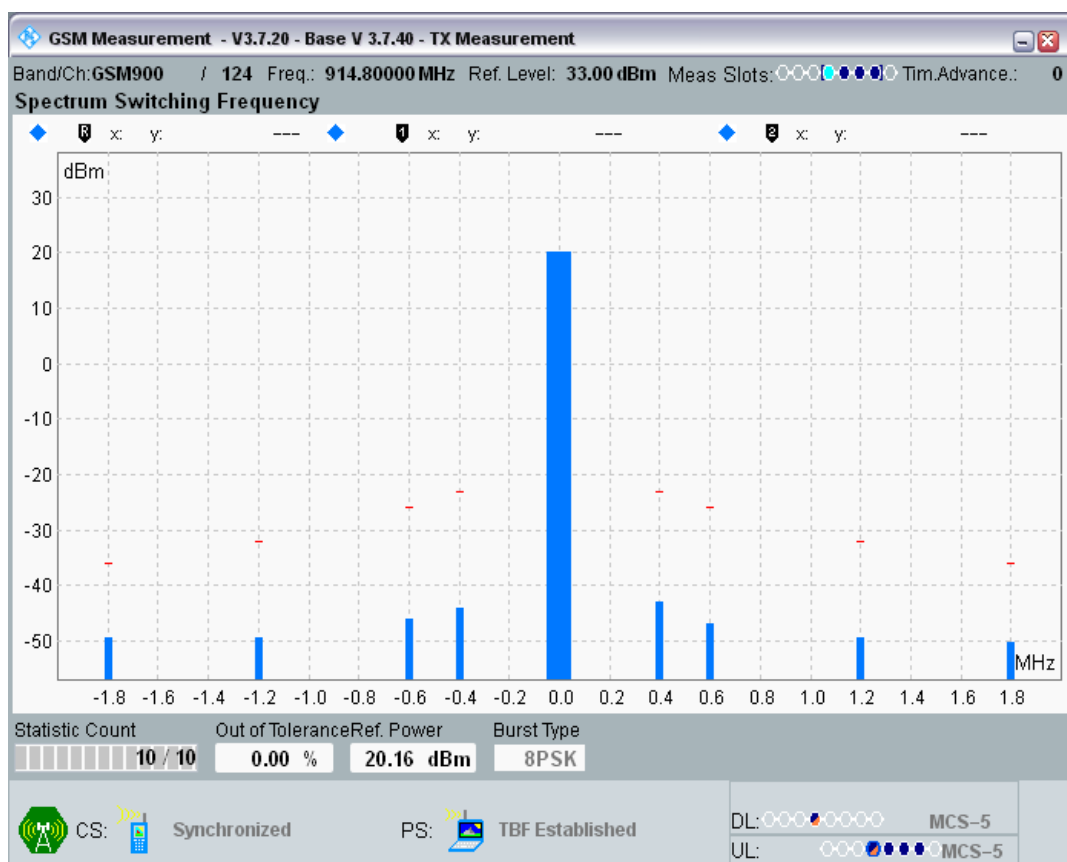 GSM Measurement - V3.7.20 - Base V 3.7.40 - TX Measurement
Band/Ch:GSM900 / 124 Freq.: 914.80000 MHz Ref. Level: 33.00 dBm Meas Slots: Tim.Advance.: 0
Spectrum Switching Frequency
R x: y: --- 1 x: y: --- 2 x: y: ---
dBm
30
20
10
0
-10
-20
-30
-40
-50
MHz
-1.8 -1.6 -1.4 -1.2 -1.0 -0.8 -0.6 -0.4 -0.2 0.0 0.2 0.4 0.6 0.8 1.0 1.2 1.4 1.6 1.8
Statistic Count Out of Tolerance Ref. Power Burst Type
10 / 10 0.00 % 20.16 dBm 8PSK
CS: Synchronized PS: TBF Established
DL: MCS-5
UL: MCS-5